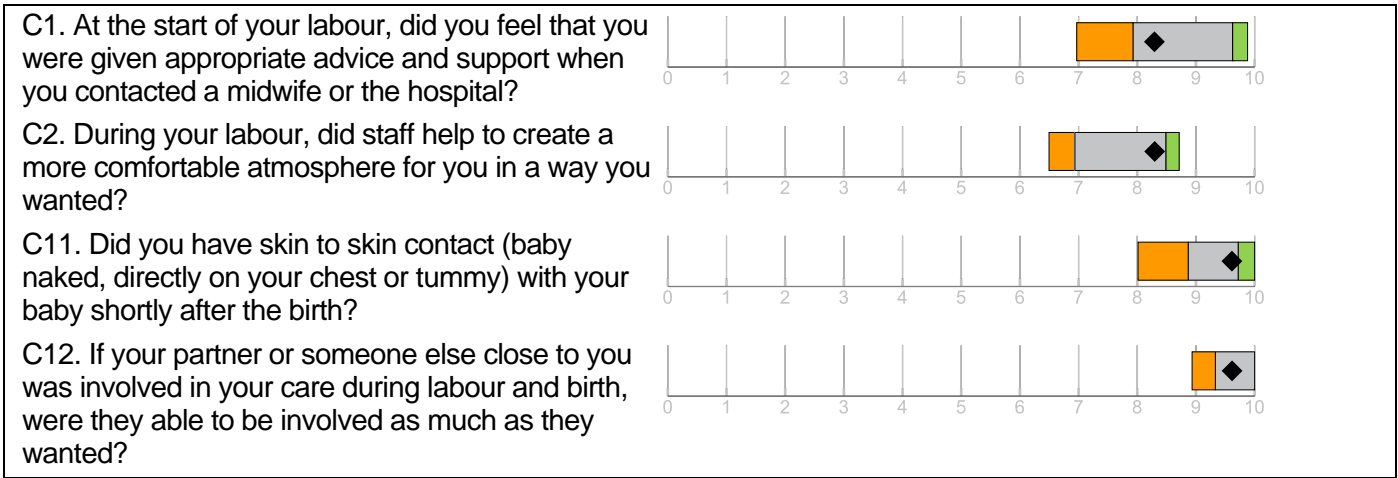 C1. At the start of your labour, did you feel that you
were given appropriate advice and support when
you contacted a midwife or the hospital?
0 1 2 3 4 5 6 7 8 9 10
C2. During your labour, did staff help to create a
more comfortable atmosphere for you in a way you
wanted?
0 1 2 3 4 5 6 7 8 9 10
C11. Did you have skin to skin contact (baby
naked, directly on your chest or tummy) with your
baby shortly after the birth?
0 1 2 3 4 5 6 7 8 9 10
C12. If your partner or someone else close to you
was involved in your care during labour and birth,
were they able to be involved as much as they
wanted?
0 1 2 3 4 5 6 7 8 9 10